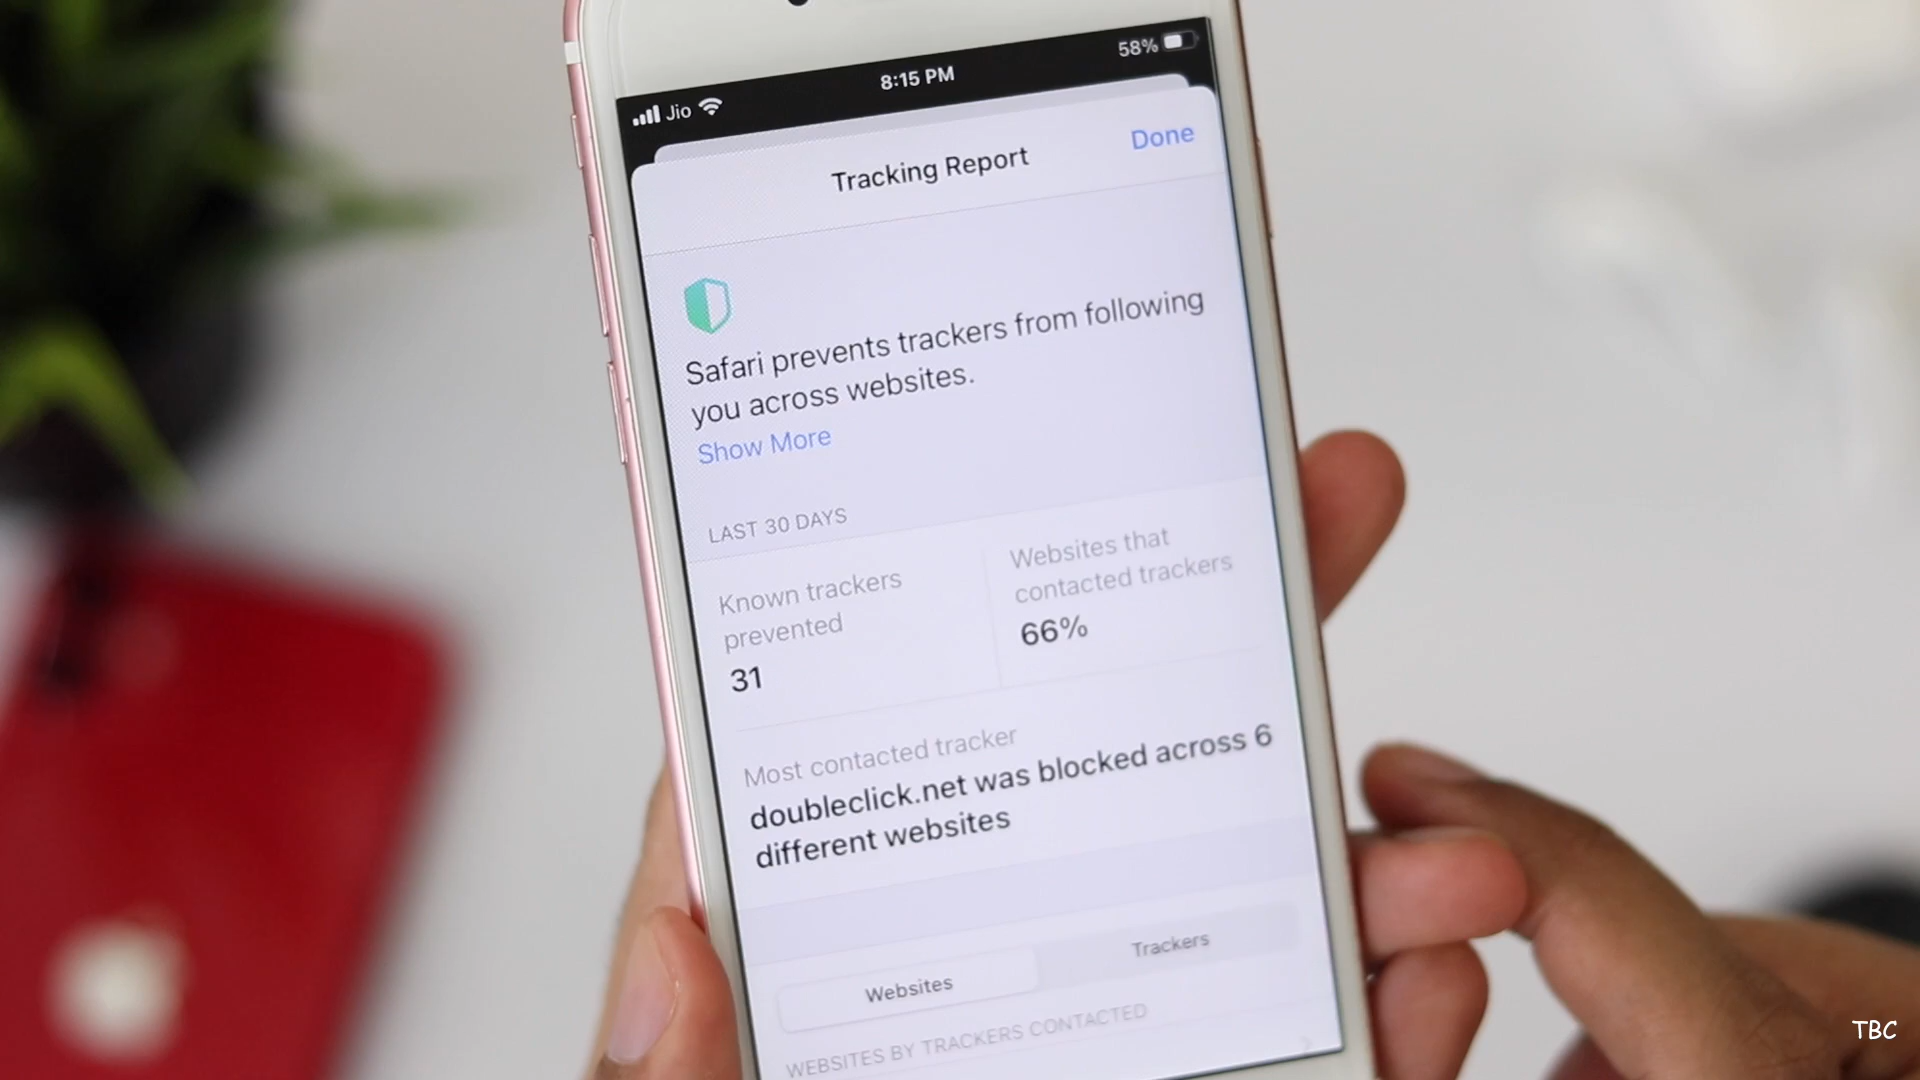 Jio
8:15 PM
58%
Tracking Report
Done
Safari prevents trackers from following
you across websites.
Show More
LAST 30 DAYS
Known trackers
prevented
31
Websites that
contacted trackers
66%
Most contacted tracker
doubleclick.net was blocked across 6
different websites
Websites
Trackers
WEBSITES BY TRACKERS CONTACTED
TBC